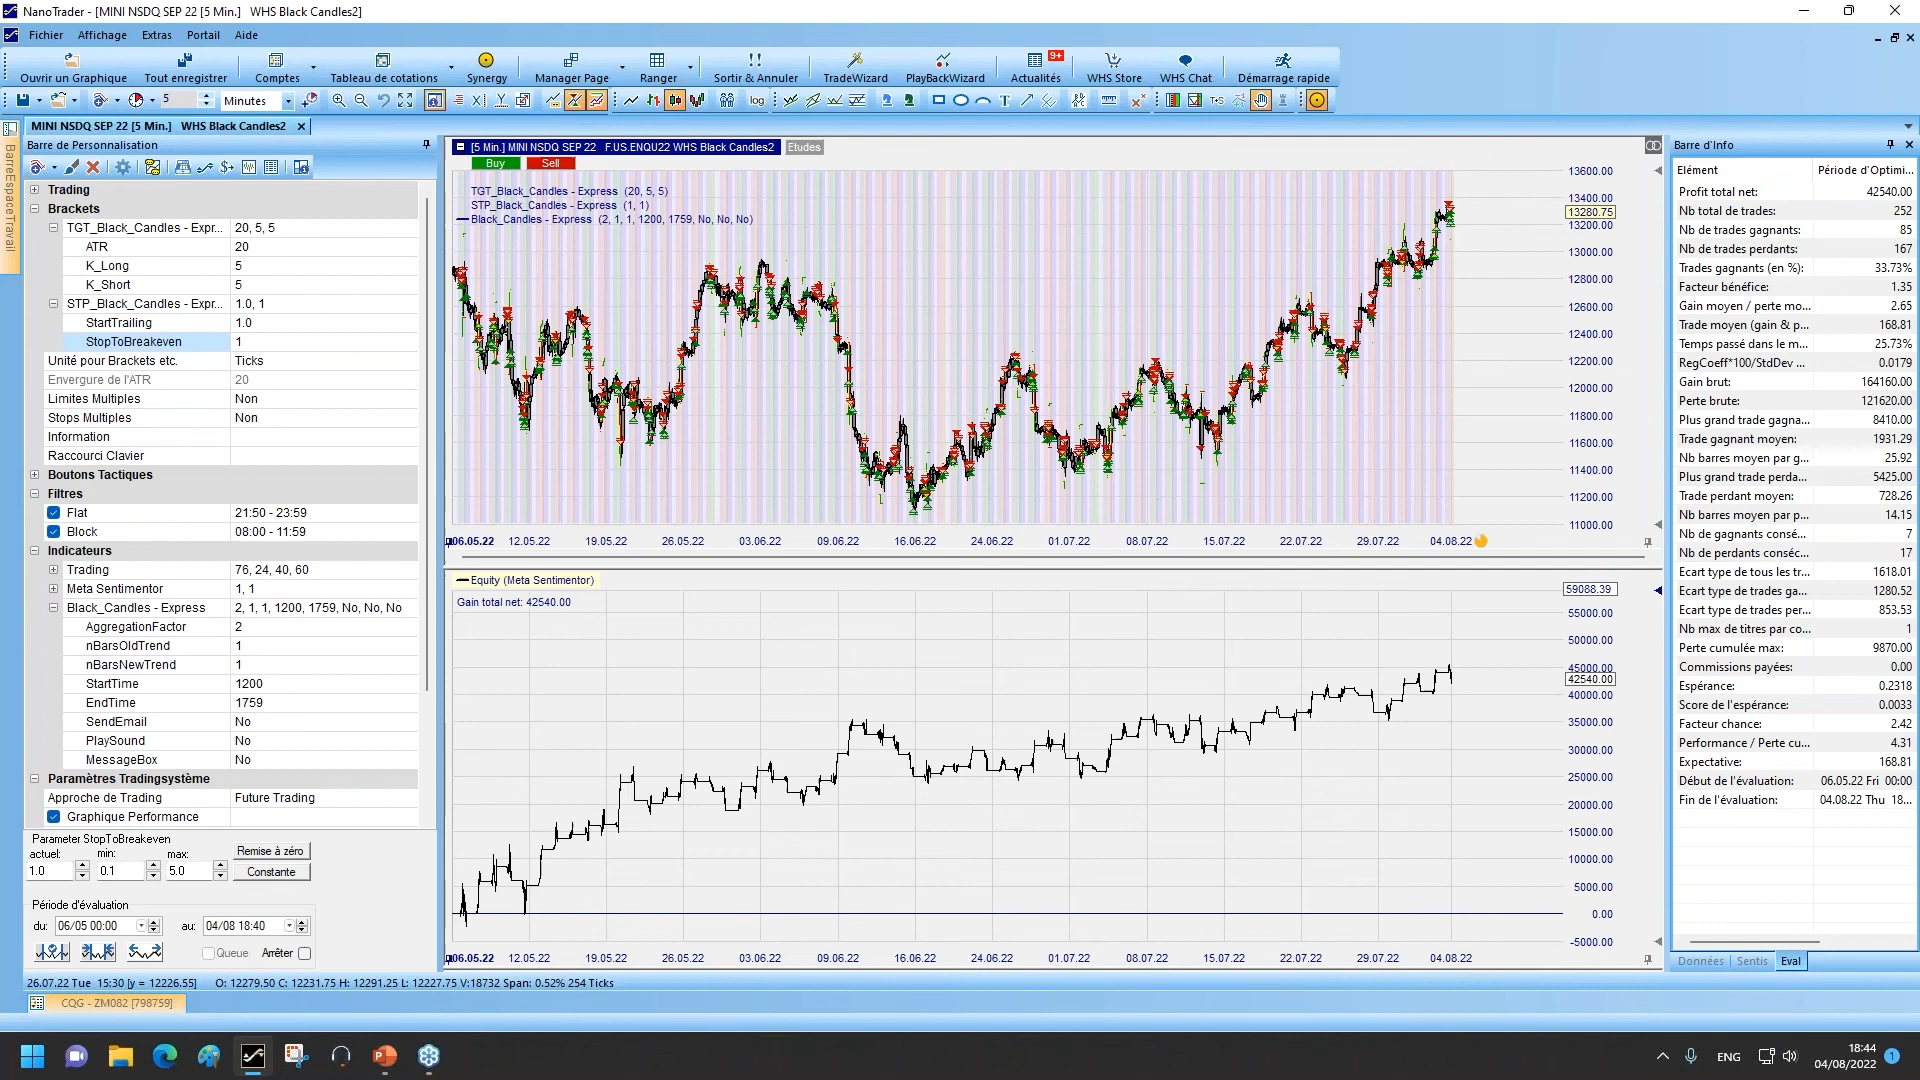 NanoTrader - [MINI NSDQ SEP 22 [5 Min.]   WHS Black Candles2]
Fichier Affichage Extras Portail Aide
9+
Ouvrir un Graphique Tout enregistrer Comptes Tableau de cotations Synergy Manager Page Ranger Sortir & Annuler TradeWizard PlayBackWizard Actualités WHS Store WHS Chat Démarrage rapide
5 Minutes log
MINI NSDQ SEP 22 [5 Min.]   WHS Black Candles2
BarreEspaceTravail
Barre de Personnalisation
Trading
Brackets
TGT_Black_Candles - Expr... 20, 5, 5
ATR 20
K_Long 5
K_Short 5
STP_Black_Candles - Expr... 1.0, 1
StartTrailing 1.0
StopToBreakeven 1
Unité pour Brackets etc. Ticks
Envergure de l'ATR 20
Limites Multiples Non
Stops Multiples Non
Information
Raccourci Clavier
Boutons Tactiques
Filtres
Flat 21:50 - 23:59
Block 08:00 - 11:59
Indicateurs
Trading 76, 24, 40, 60
Meta Sentimentor 1, 1
Black_Candles - Express 2, 1, 1, 1200, 1759, No, No, No
AggregationFactor 2
nBarsOldTrend 1
nBarsNewTrend 1
StartTime 1200
EndTime 1759
SendEmail No
PlaySound No
MessageBox No
Paramètres Tradingsystème
Approche de Trading Future Trading
Graphique Performance
Parameter StopToBreakeven
actuel: min: max: Remise à zéro
1.0 0.1 5.0 Constante
Période d'évaluation
du: 06/05 00:00 au: 04/08 18:40
Queue Arrêter
[5 Min.] MINI NSDQ SEP 22   F.US.ENQU22 WHS Black Candles2 Etudes
Buy Sell
TGT_Black_Candles - Express  (20, 5, 5)
STP_Black_Candles - Express  (1, 1)
Black_Candles - Express  (2, 1, 1, 1200, 1759, No, No, No)
13600.00
13400.00
13280.75
13200.00
13000.00
12800.00
12600.00
12400.00
12200.00
12000.00
11800.00
11600.00
11400.00
11200.00
11000.00
06.05.22 12.05.22 19.05.22 26.05.22 03.06.22 09.06.22 16.06.22 24.06.22 01.07.22 08.07.22 15.07.22 22.07.22 29.07.22 04.08.22
Equity (Meta Sentimentor)
Gain total net: 42540.00
59088.39
55000.00
50000.00
45000.00
42540.00
40000.00
35000.00
30000.00
25000.00
20000.00
15000.00
10000.00
5000.00
0.00
-5000.00
06.05.22 12.05.22 19.05.22 26.05.22 03.06.22 09.06.22 16.06.22 24.06.22 01.07.22 08.07.22 15.07.22 22.07.22 29.07.22 04.08.22
Barre d'Info
Elément Période d'Optimi...
Profit total net: 42540.00
Nb total de trades: 252
Nb de trades gagnants: 85
Nb de trades perdants: 167
Trades gagnants (en %): 33.73%
Facteur bénéfice: 1.35
Gain moyen / perte mo... 2.65
Trade moyen (gain & p... 168.81
Temps passé dans le m... 25.73%
RegCoeff*100/StdDev ... 0.0179
Gain brut: 164160.00
Perte brute: 121620.00
Plus grand trade gagna... 8410.00
Trade gagnant moyen: 1931.29
Nb barres moyen par g... 25.92
Plus grand trade perda... 5425.00
Trade perdant moyen: 728.26
Nb barres moyen par p... 14.15
Nb de gagnants consé... 7
Nb de perdants conséc... 17
Ecart type de tous les tr... 1618.01
Ecart type de trades ga... 1280.52
Ecart type de trades per... 853.53
Nb max de titres par co... 1
Perte cumulée max: 9870.00
Commissions payées: 0.00
Espérance: 0.2318
Score de l'espérance: 0.0033
Facteur chance: 2.42
Performance / Perte cu... 4.31
Expectative: 168.81
Début de l'évaluation: 06.05.22 Fri  00:00
Fin de l'évaluation: 04.08.22 Thu  18...
Données Sentis Eval
26.07.22 Tue  15:30 [y = 12226.55]   O: 12279.50 C: 12231.75 H: 12291.25 L: 12227.75 V:18732 Span: 0.52% 254 Ticks
CQG - ZM082 [798759]
ENG
18:44
04/08/2022
1